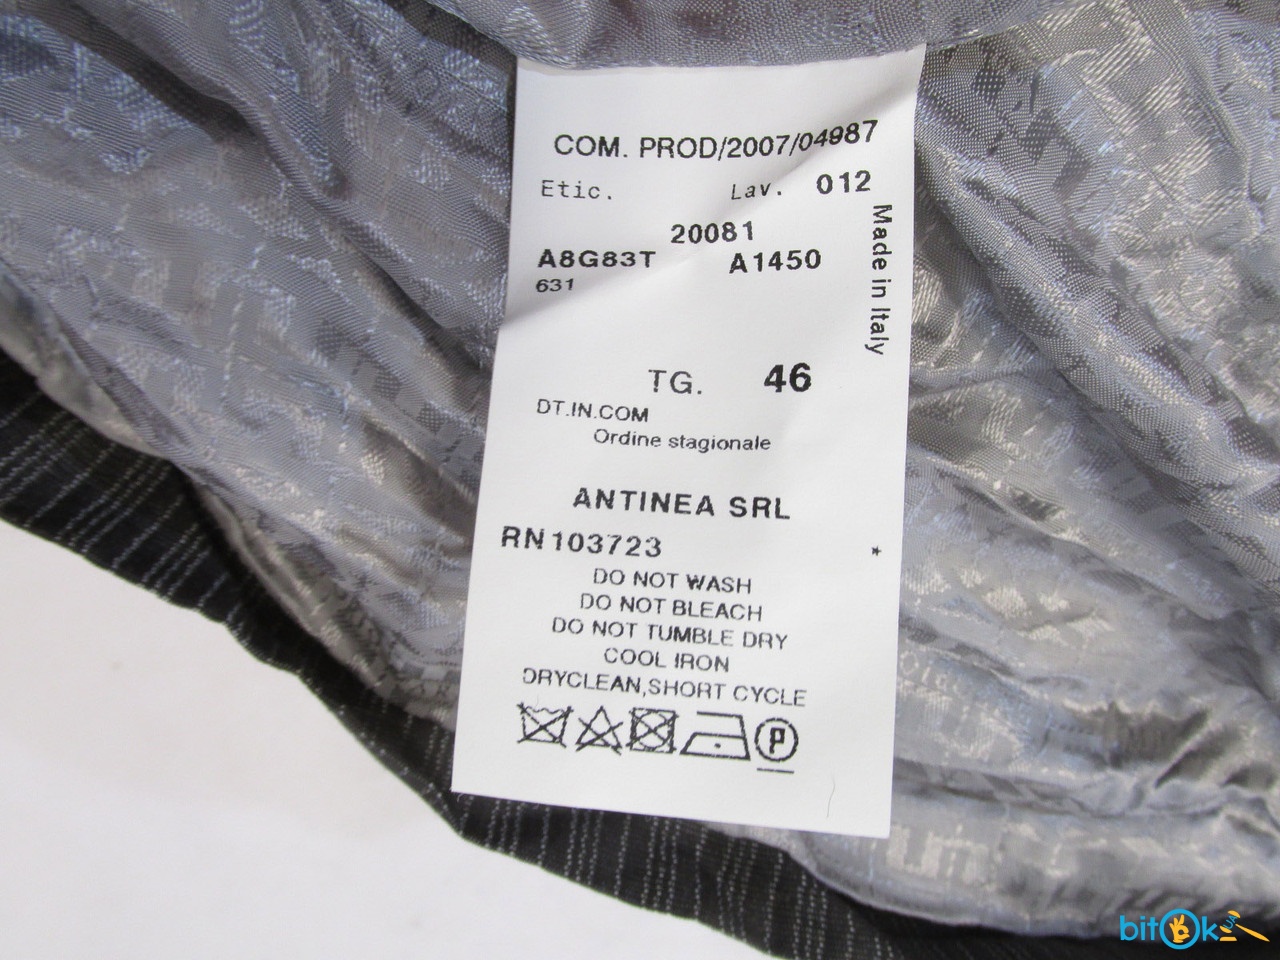 COM. PROD/2007/04987
Etic. Lav. 012
20081
A8G83T A1450
631
Made in Italy
TG. 46
DT.IN.COM
Ordine stagionale
ANTINEA SRL
RN103723 *
DO NOT WASH
DO NOT BLEACH
DO NOT TUMBLE DRY
COOL IRON
DRYCLEAN,SHORT CYCLE
P
bitOk UA